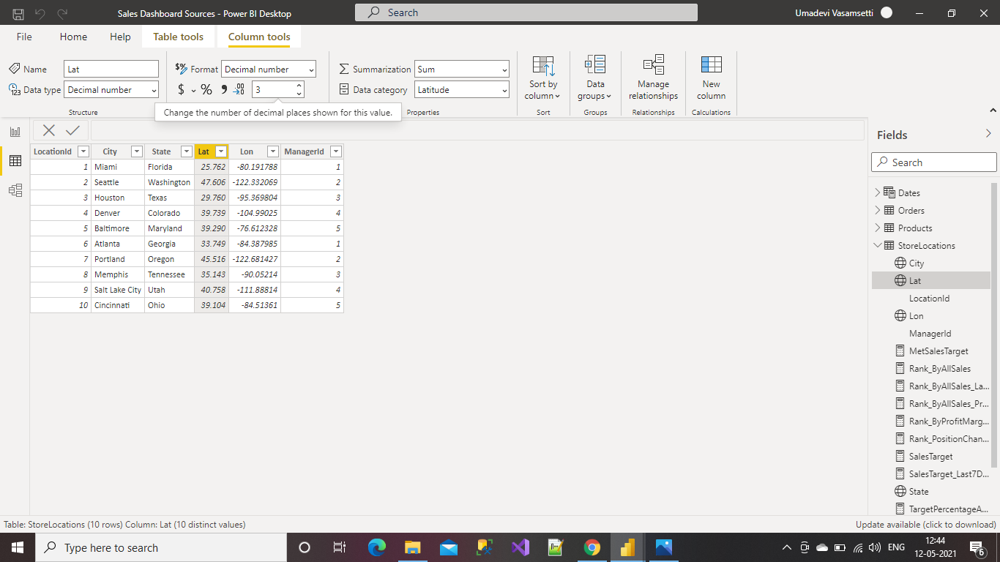 Sales Dashboard Sources - Power BI Desktop
Search
Umadevi Vasamsetti
File
Home
Help
Table tools
Column tools
Name
Lat
$% Format
Decimal number
Summarization
Sum
Data type
Decimal number
$ % 9 .00
3
Data category
Latitude
Sort by
column
Data
groups
Manage
relationships
New
column
Structure
Change the number of decimal places shown for this value.
Properties
Sort
Groups
Relationships
Calculations
LocationId City State Lat Lon ManagerId
1 Miami Florida 25.762 -80.191788 1
2 Seattle Washington 47.606 -122.332069 2
3 Houston Texas 29.760 -95.369804 3
4 Denver Colorado 39.739 -104.99025 4
5 Baltimore Maryland 39.290 -76.612328 5
6 Atlanta Georgia 33.749 -84.387985 1
7 Portland Oregon 45.516 -122.681427 2
8 Memphis Tennessee 35.143 -90.05214 3
9 Salt Lake City Utah 40.758 -111.88814 4
10 Cincinnati Ohio 39.104 -84.51361 5
Fields
Search
Dates
Orders
Products
StoreLocations
City
Lat
LocationId
Lon
ManagerId
MetSalesTarget
Rank_ByAllSales
Rank_ByAllSales_La...
Rank_ByAllSales_Pr...
Rank_ByProfitMarg...
Rank_PositionChan...
SalesTarget
SalesTarget_Last7D...
State
TargetPercentageA...
Table: StoreLocations (10 rows) Column: Lat (10 distinct values)
Update available (click to download)
Type here to search
ENG
12:44
12-05-2021
6